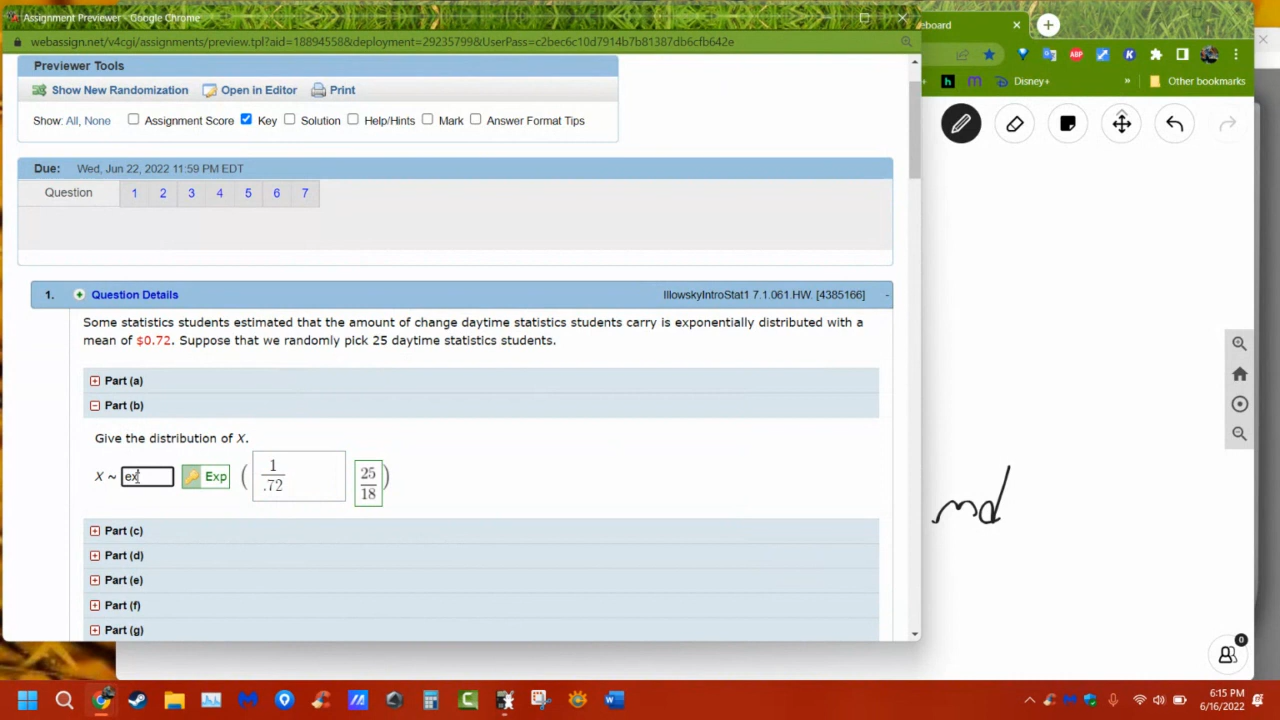 Assignment Previewer - Google Chrome
eboard
webassign.net/v4cgi/assignments/preview.tpl?aid=18894558&deployment=29235799&UserPass=c2bec6c10d7914b7b81387db6cfb642e
ABP
K
h
m
Disney+
»
Other bookmarks
Previewer Tools
Show New Randomization Open in Editor Print
Show: All, None Assignment Score Key Solution Help/Hints Mark Answer Format Tips
Due: Wed, Jun 22, 2022 11:59 PM EDT
Question 1 2 3 4 5 6 7
1. Question Details IllowskyIntroStat1 7.1.061.HW. [4385166] -
Some statistics students estimated that the amount of change daytime statistics students carry is exponentially distributed with a
mean of $0.72. Suppose that we randomly pick 25 daytime statistics students.
Part (a)
Part (b)
Give the distribution of X.
X ~ ex Exp ( 1/.72 25/18 )
Part (c)
Part (d)
Part (e)
Part (f)
Part (g)
md
0
6:15 PM
6/16/2022